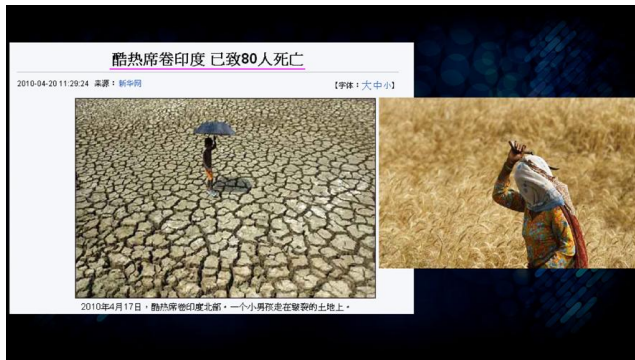 酷热席卷印度 已致80人死亡
2010-04-20 11:29:24 来源：新华网 【字体：大 中 小】
2010年4月17日，酷热席卷印度北部。一个小男孩走在皲裂的土地上。